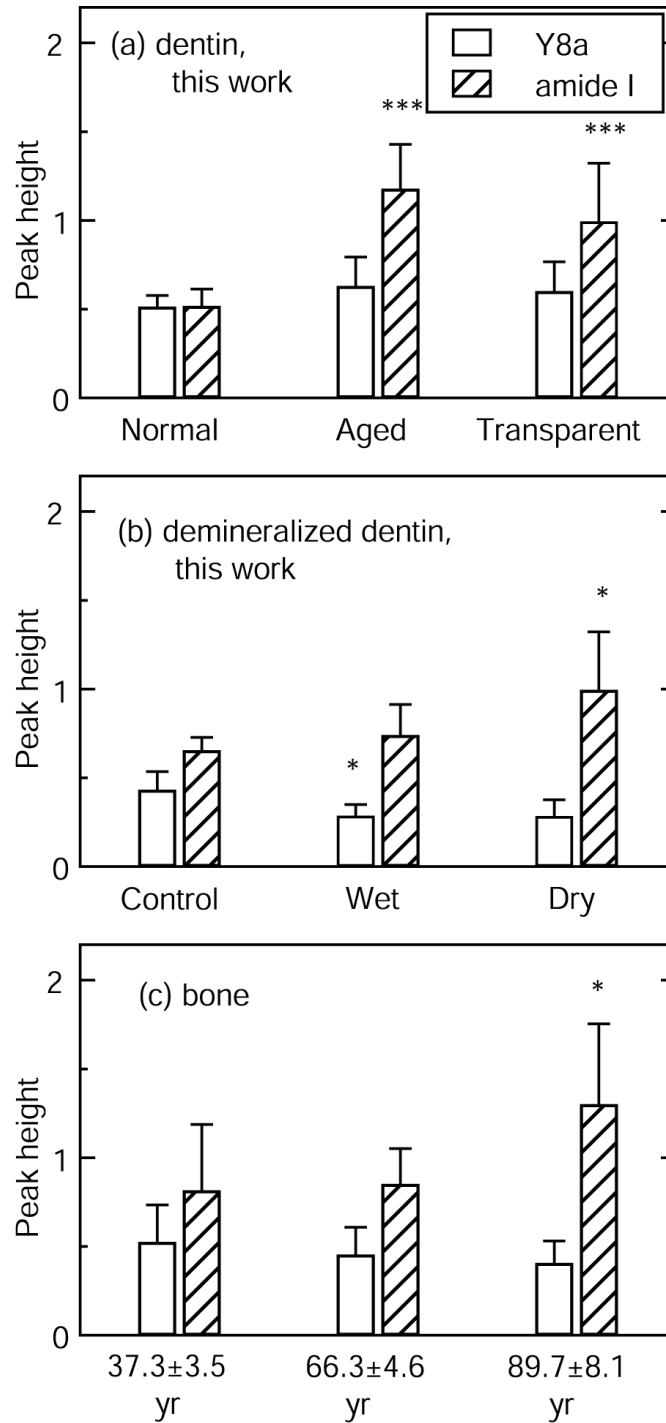 2
(a) dentin,
this work
Y8a
amide I
***
***
1
Peak height
0
Normal
Aged
Transparent
2
(b) demineralized dentin,
this work
*
*
1
Peak height
0
Control
Wet
Dry
2
(c) bone
*
1
Peak height
0
37.3±3.5
66.3±4.6
89.7±8.1
yr
yr
yr